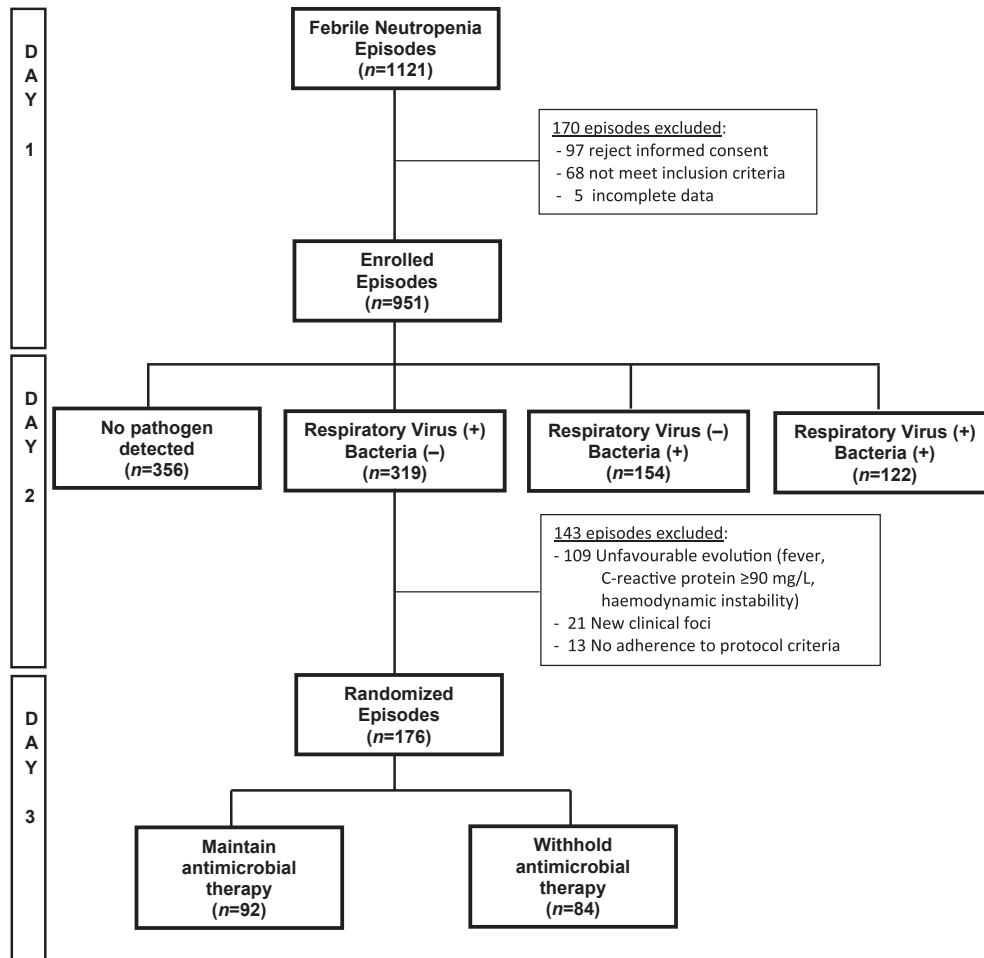 D
A
Y
1
Febrile Neutropenia
Episodes
(n=1121)
170 episodes excluded:
- 97 reject informed consent
- 68 not meet inclusion criteria
- 5 incomplete data
Enrolled
Episodes
(n=951)
D
A
Y
2
No pathogen
detected
(n=356)
Respiratory Virus (+)
Bacteria (–)
(n=319)
Respiratory Virus (–)
Bacteria (+)
(n=154)
Respiratory Virus (+)
Bacteria (+)
(n=122)
143 episodes excluded:
- 109 Unfavourable evolution (fever,
C-reactive protein ≥90 mg/L,
haemodynamic instability)
- 21 New clinical foci
- 13 No adherence to protocol criteria
D
A
Y
3
Randomized
Episodes
(n=176)
Maintain
antimicrobial
therapy
(n=92)
Withhold
antimicrobial
therapy
(n=84)